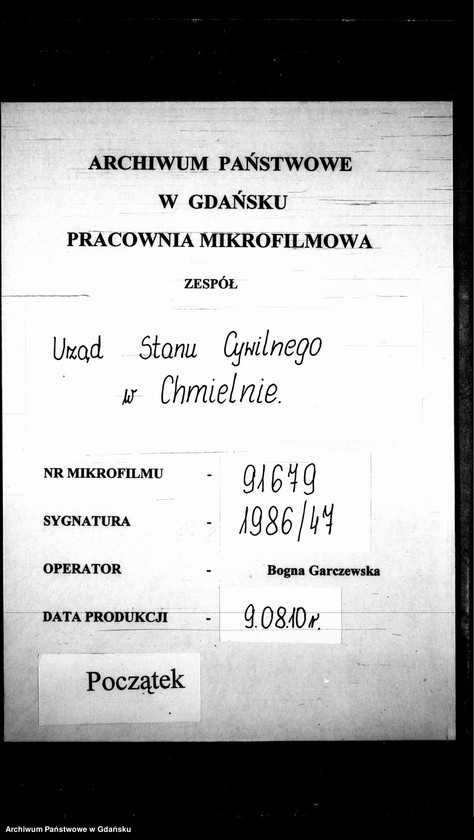 ARCHIWUM PAŃSTWOWE
W GDAŃSKU
PRACOWNIA MIKROFILMOWA
ZESPÓŁ
Urząd Stanu Cywilnego
w Chmielnie.
NR MIKROFILMU - 91679
SYGNATURA - 1986/47
OPERATOR - Bogna Garczewska
DATA PRODUKCJI - 9.08.10 r.
Początek
Archiwum Państwowe w Gdańsku